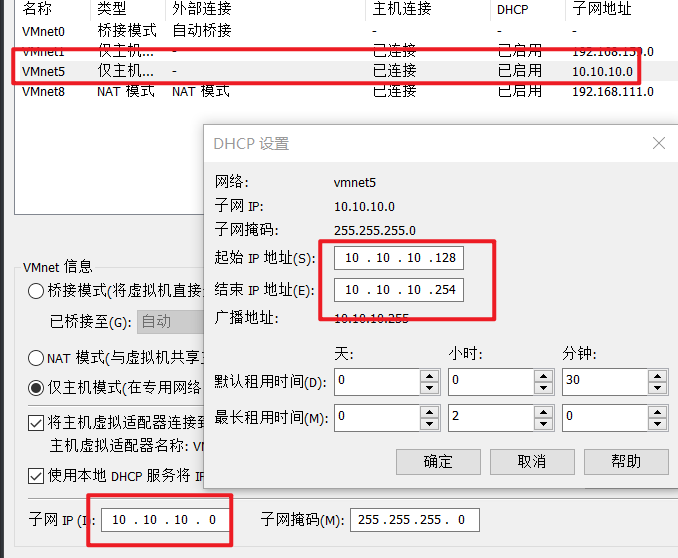 名称 类型 外部连接 主机连接 DHCP 子网地址
VMnet0 桥接模式 自动桥接 - - -
VMnet1 仅主机... - 已连接 已启用 192.168.159.0
VMnet5 仅主机... - 已连接 已启用 10.10.10.0
VMnet8 NAT 模式 NAT 模式 已连接 已启用 192.168.111.0
DHCP 设置
网络: vmnet5
子网 IP: 10.10.10.0
子网掩码: 255.255.255.0
起始 IP 地址(S): 10 . 10 . 10 .128
结束 IP 地址(E): 10 . 10 . 10 .254
广播地址: 10.10.10.255
天: 小时: 分钟:
默认租用时间(D): 0 0 30
最长租用时间(M): 0 2 0
确定 取消 帮助
VMnet 信息
桥接模式(将虚拟机直接
已桥接至(G): 自动
NAT 模式(与虚拟机共享
仅主机模式(在专用网络
将主机虚拟适配器连接到
主机虚拟适配器名称: VM
使用本地 DHCP 服务将 IP
子网 IP (I): 10 . 10 . 10 . 0 子网掩码(M): 255 . 255 . 255 . 0